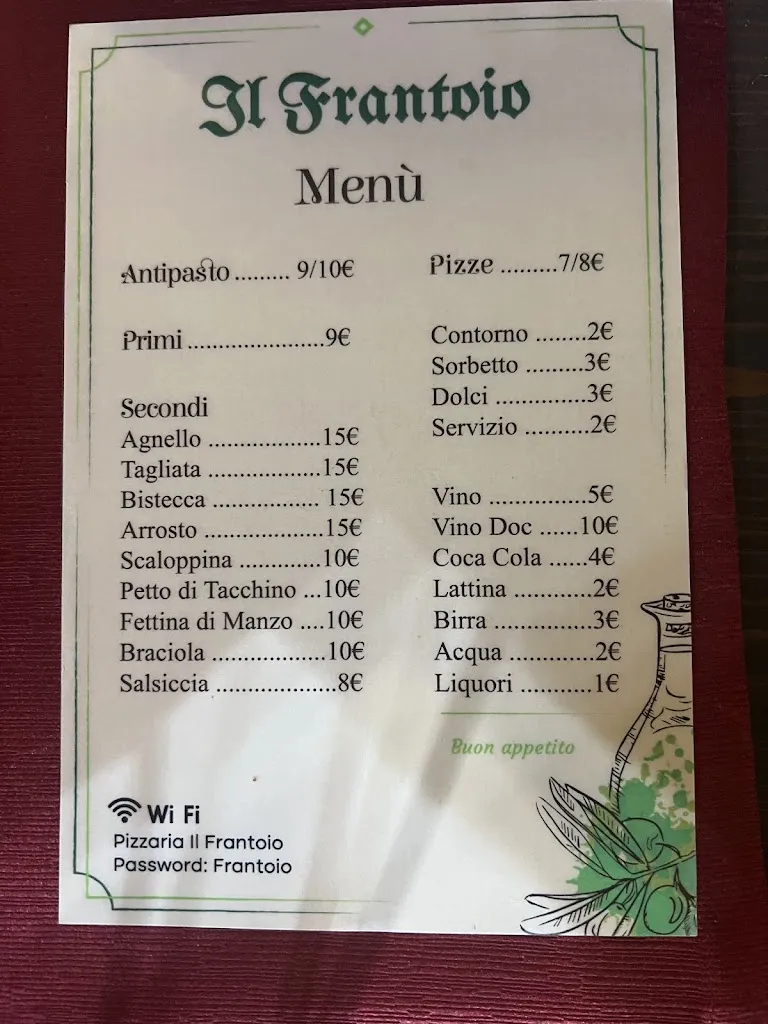 Il Frantoio
Menù
Antipasto ......... 9/10€
Primi .....................9€
Secondi
Agnello ...................15€
Tagliata ...................15€
Bistecca .................. 15€
Arrosto ....................15€
Scaloppina ..............10€
Petto di Tacchino ...10€
Fettina di Manzo ....10€
Braciola ...................10€
Salsiccia ....................8€
Pizze .........7/8€
Contorno ........2€
Sorbetto ..........3€
Dolci ...............3€
Servizio ...........2€
Vino ................5€
Vino Doc ......10€
Coca Cola ......4€
Lattina .............2€
Birra ................3€
Acqua ..............2€
Liquori ............1€
Buon appetito
Wi Fi
Pizzaria Il Frantoio
Password: Frantoio